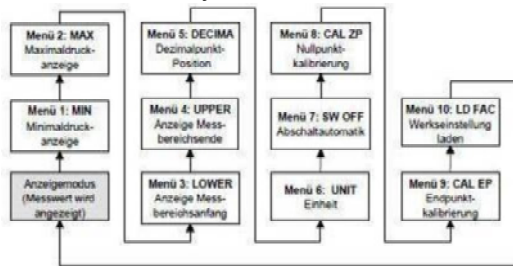 Menü 2: MAX
Maximaldruck-
anzeige
Menü 1: MIN
Minimaldruck-
anzeige
Anzeigemodus
(Messwert wird
angezeigt)
Menü 5: DECIMA
Dezimalpunkt-
Position
Menü 4: UPPER
Anzeige Mess-
bereichsende
Menü 3: LOWER
Anzeige Mess-
bereichsanfang
Menü 8: CAL ZP
Nullpunkt-
kalibrierung
Menü 7: SW OFF
Abschaltautomatik
Menü 6: UNIT
Einheit
Menü 10: LD FAC
Werkseinstellung
laden
Menü 9: CAL EP
Endpunkt-
kalibrierung